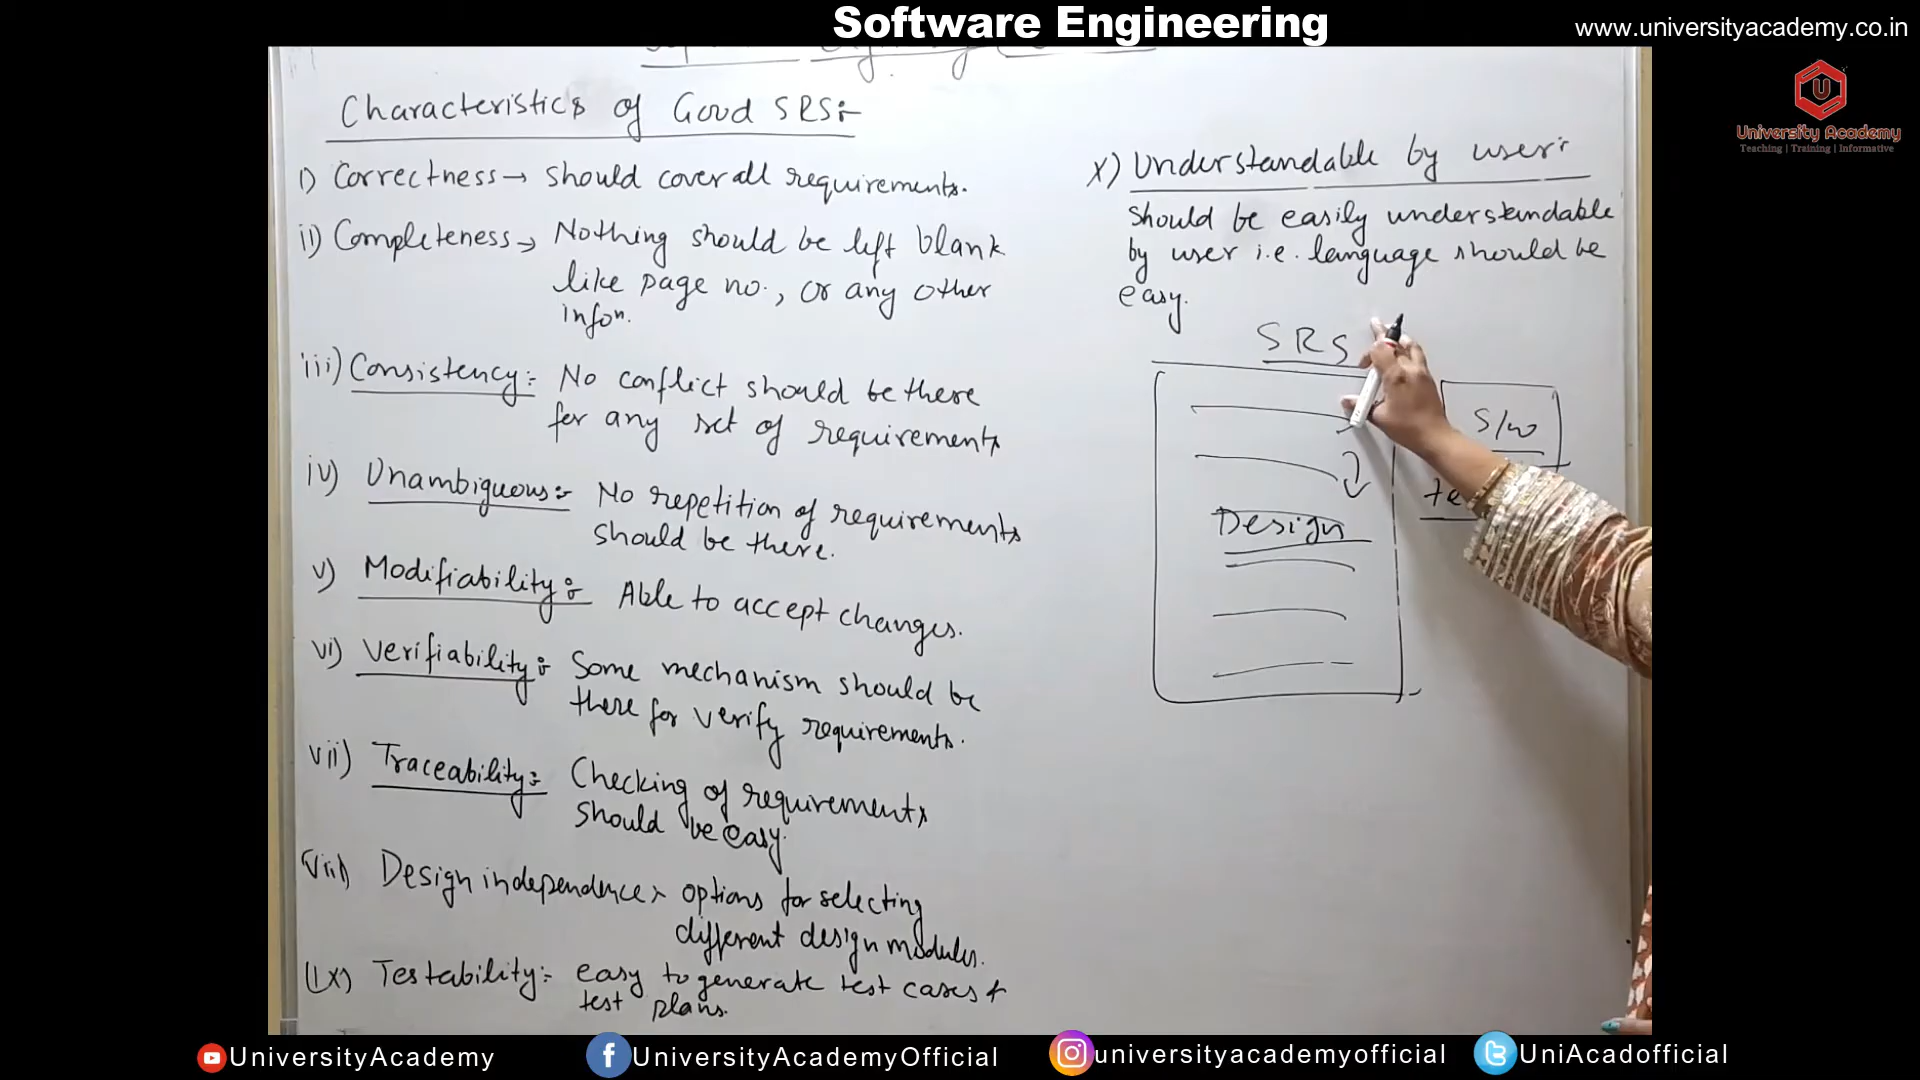 Software Engineering
www.universityacademy.co.in
U
University Academy
Teaching | Training | Informative
Characteristics of Good SRS:-
i) Correctness → should cover all requirements.
ii) Completeness → Nothing should be left blank
like page no., or any other
infoⁿ.
iii) Consistency:- No conflict should be there
for any set of requirements
iv) Unambiguous:- No repetition of requirements
should be there.
v) Modifiability:- Able to accept changes.
vi) Verifiability:- Some mechanism should be
there for verify requirements.
vii) Traceability:- Checking of requirements
should be easy.
(viii) Design independence → options for selecting
different design modules.
(ix) Testability:- easy to generate test cases &
test plans.
x) Understandable by user:-
should be easily understandable
by user i.e. language should be
easy.
SRS
S/w
Design
UniversityAcademy
UniversityAcademyOfficial
universityacademyofficial
UniAcadofficial